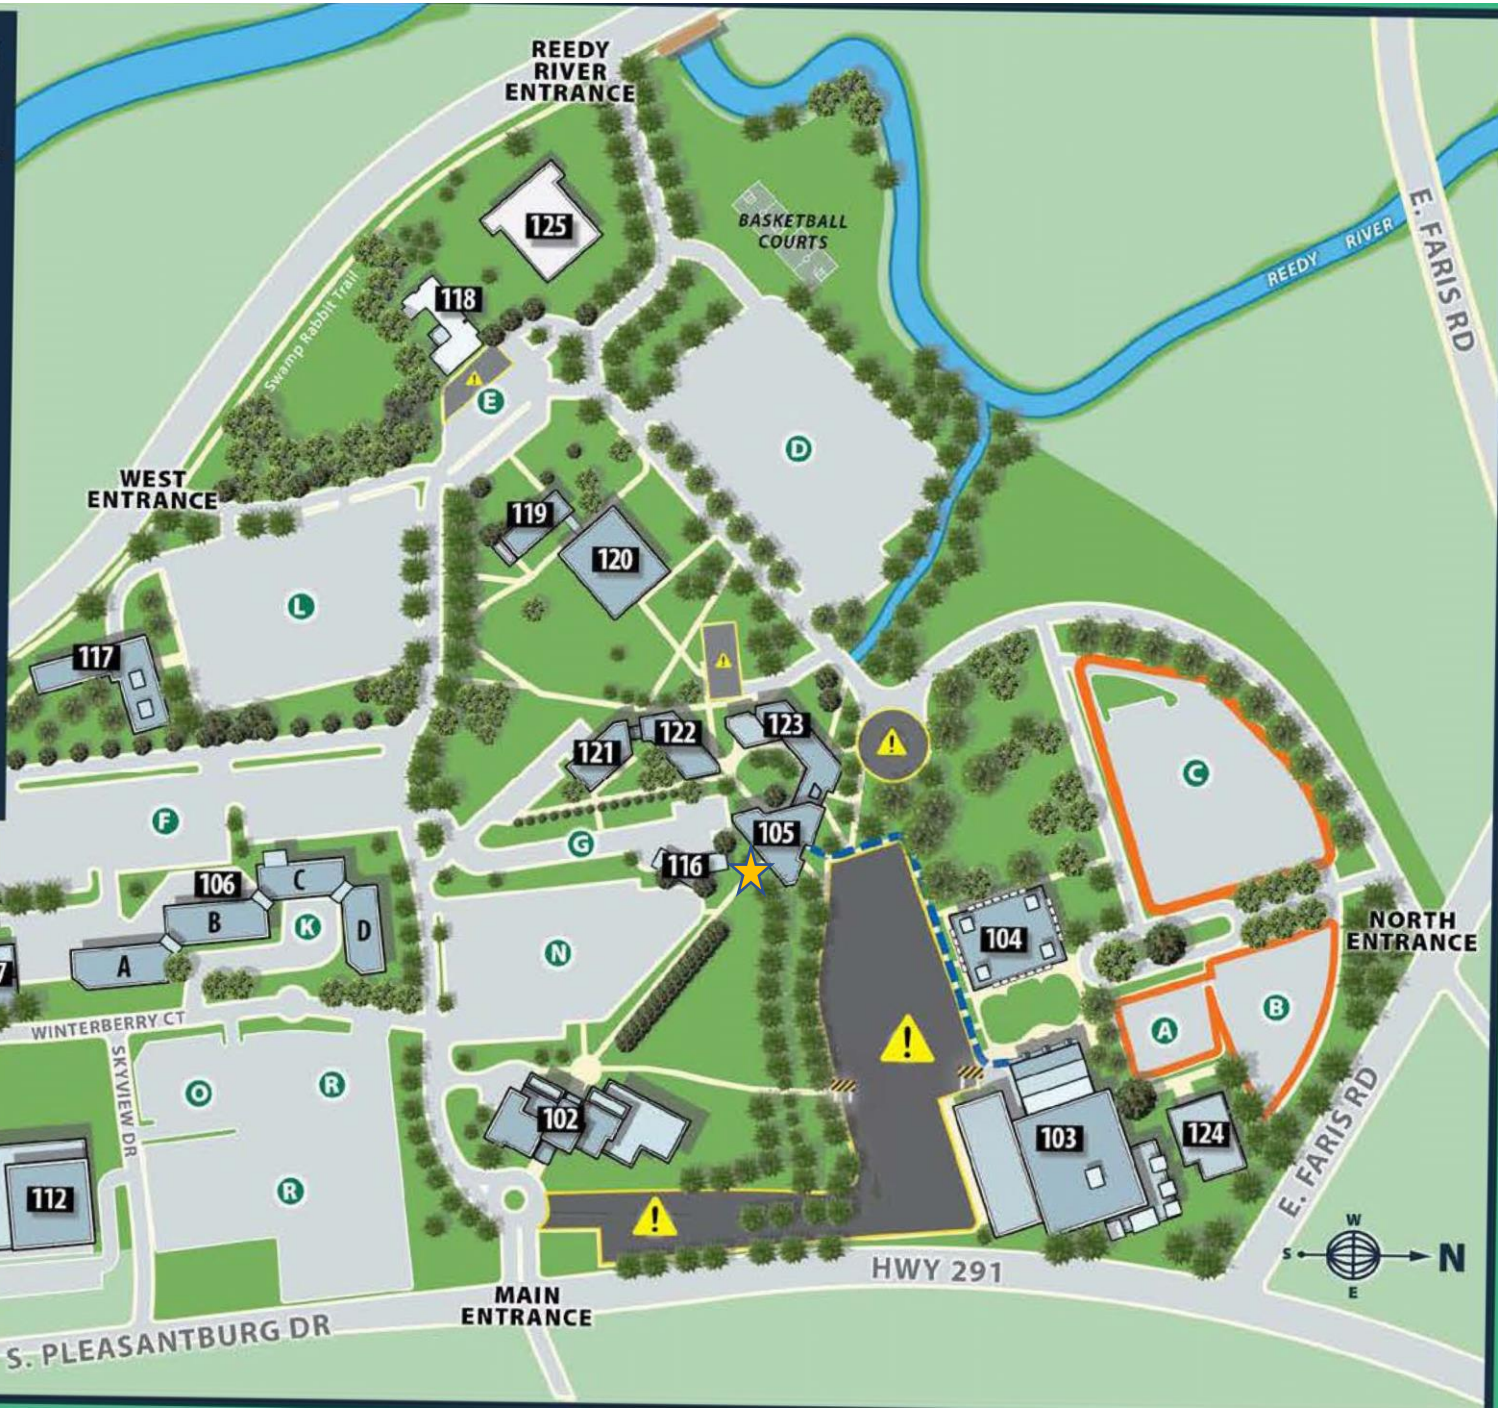 REEDY
RIVER
ENTRANCE
125
BASKETBALL
COURTS
E. FARIS RD
REEDY RIVER
118
Swamp Rabbit Trail
E
D
WEST
ENTRANCE
119
120
L
117
121
122
123
C
F
G
105
116
106
C
B
A
D
K
N
104
NORTH
ENTRANCE
7
WINTERBERRY CT
SKYVIEW DR
A
B
O
R
102
103
124
E. FARIS RD
112
R
W
S
N
E
HWY 291
MAIN
ENTRANCE
S. PLEASANTBURG DR